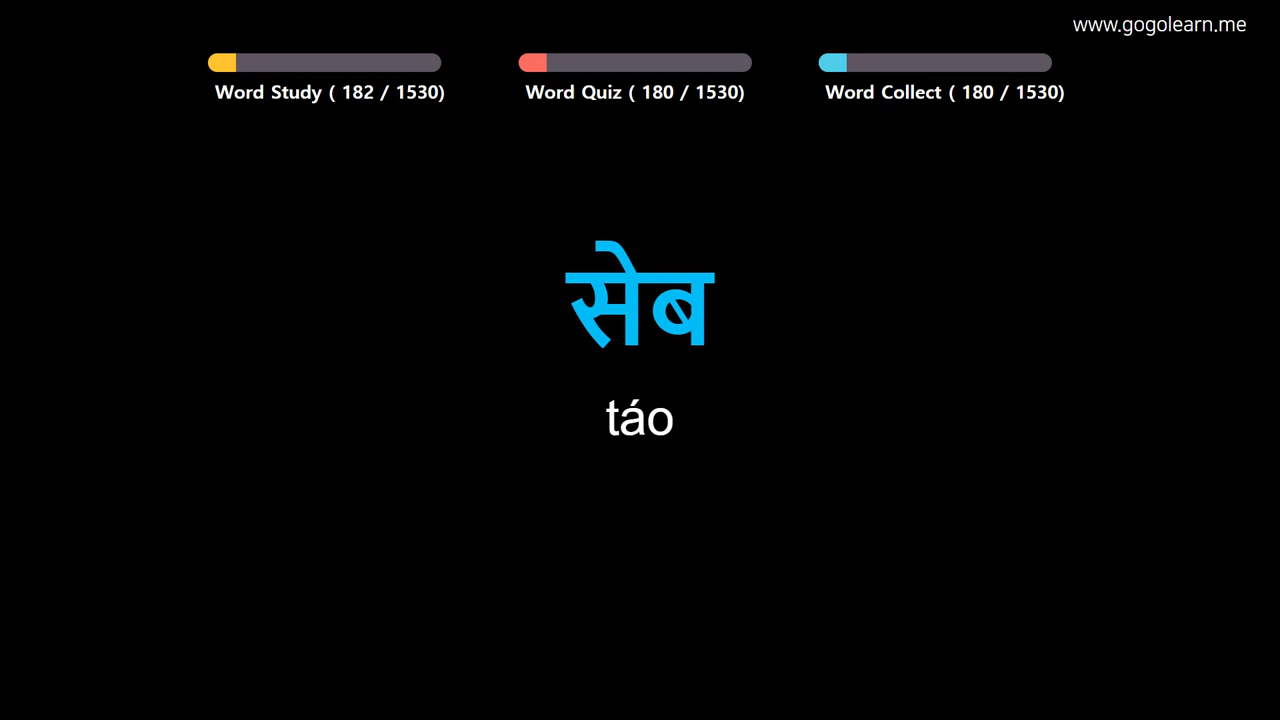 www.gogolearn.me
Word Study ( 182 / 1530)
Word Quiz ( 180 / 1530)
Word Collect ( 180 / 1530)
सेब
táo